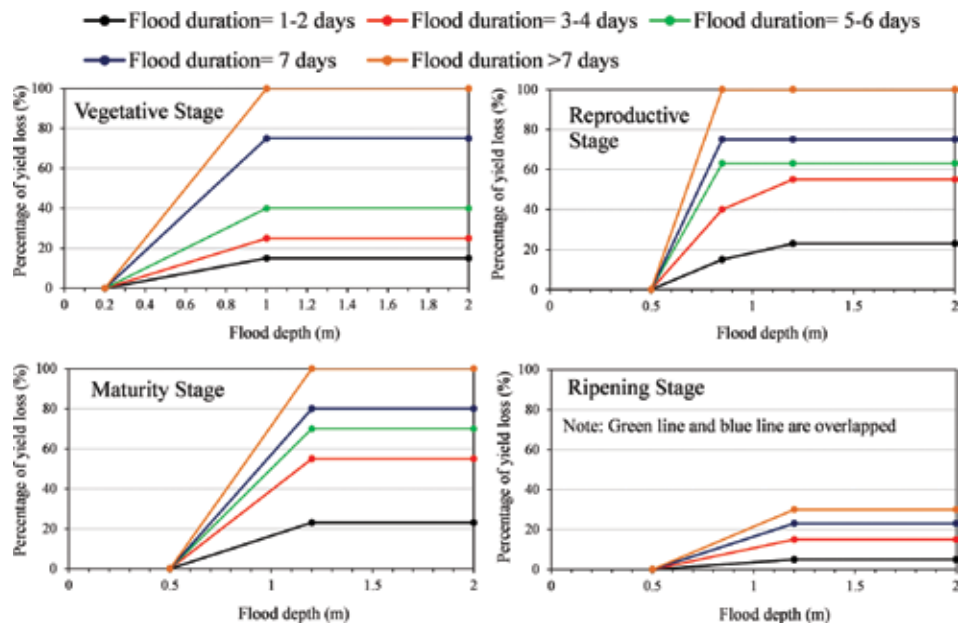 Flood duration= 1-2 days Flood duration= 3-4 days Flood duration= 5-6 days
Flood duration= 7 days Flood duration >7 days
Percentage of yield loss (%)
100
80
60
40
20
0
Vegetative Stage
0 0.2 0.4 0.6 0.8 1 1.2 1.4 1.6 1.8 2
Flood depth (m)
Percentage of yield loss (%)
100
80
60
40
20
0
Reproductive
Stage
0 0.5 1 1.5 2
Flood depth (m)
Percentage of yield loss (%)
100
80
60
40
20
0
Maturity Stage
0 0.5 1 1.5 2
Flood depth (m)
Percentage of yield loss (%)
100
80
60
40
20
0
Ripening Stage
Note: Green line and blue line are overlapped
0 0.5 1 1.5 2
Flood depth (m)